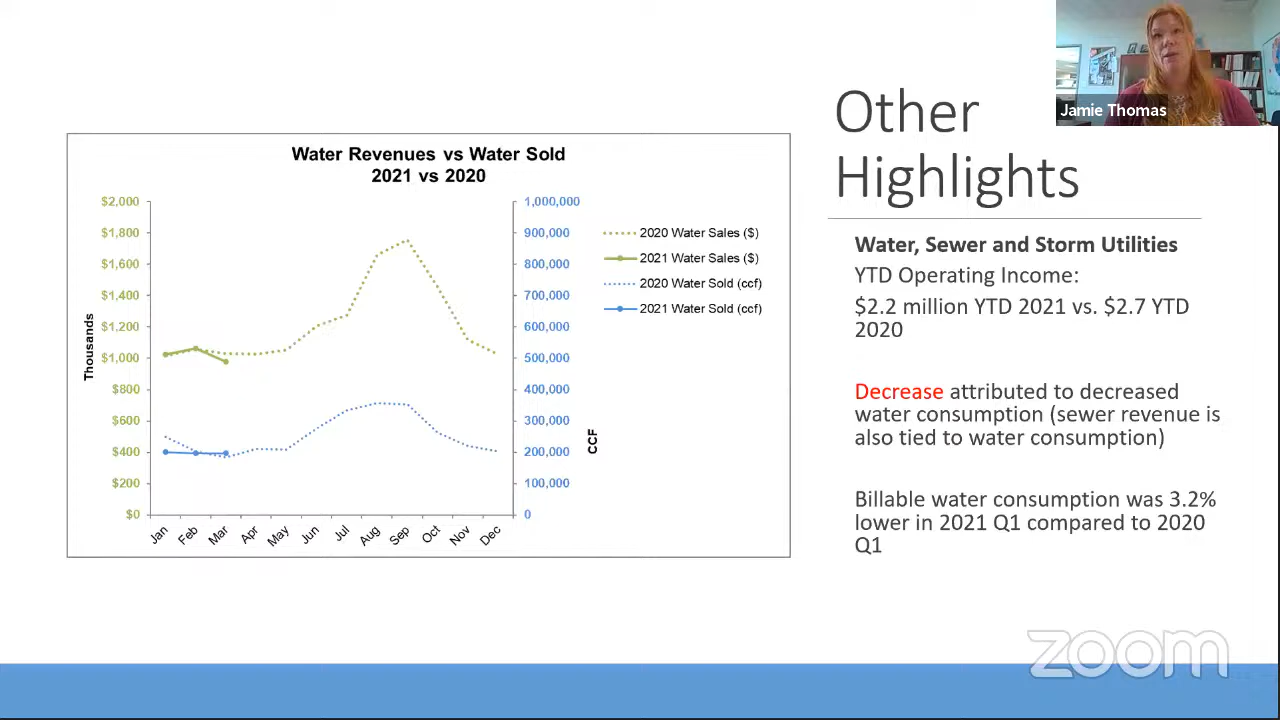 Jamie Thomas
Other
Highlights
Water Revenues vs Water Sold
2021 vs 2020
$2,000
$1,800
$1,600
$1,400
$1,200
$1,000
$800
$600
$400
$200
$0
Thousands
1,000,000
900,000
800,000
700,000
600,000
500,000
400,000
300,000
200,000
100,000
0
CCF
Jan
Feb
Mar
Apr
May
Jun
Jul
Aug
Sep
Oct
Nov
Dec
2020 Water Sales ($)
2021 Water Sales ($)
2020 Water Sold (ccf)
2021 Water Sold (ccf)
Water, Sewer and Storm Utilities
YTD Operating Income:
$2.2 million YTD 2021 vs. $2.7 YTD
2020
Decrease attributed to decreased
water consumption (sewer revenue is
also tied to water consumption)
Billable water consumption was 3.2%
lower in 2021 Q1 compared to 2020
Q1
zoom